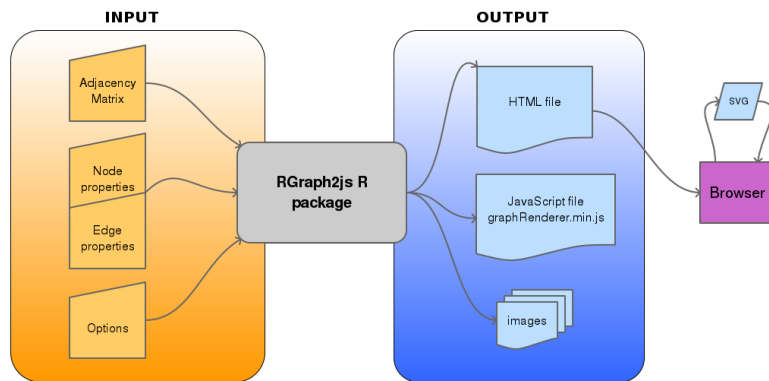 INPUT
OUTPUT
Adjacency
Matrix
Node
properties
Edge
properties
Options
RGraph2js R
package
HTML file
JavaScript file
graphRenderer.min.js
images
SVG
Browser